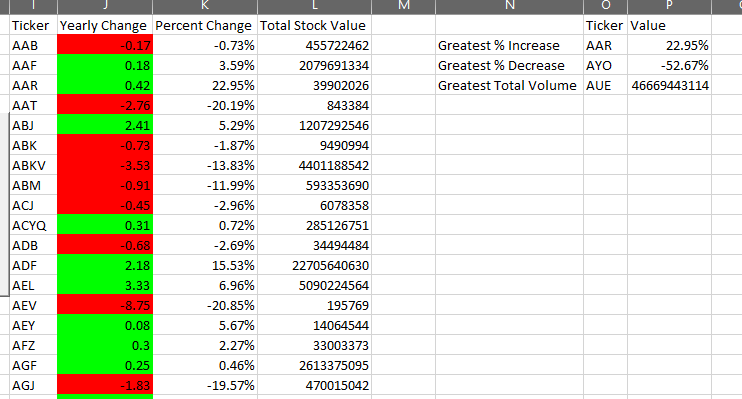 I J K L M N O P
Ticker Yearly Change Percent Change Total Stock Value Ticker Value
AAB -0.17 -0.73% 455722462 Greatest % Increase AAR 22.95%
AAF 0.18 3.59% 2079691334 Greatest % Decrease AYO -52.67%
AAR 0.42 22.95% 39902026 Greatest Total Volume AUE 46669443114
AAT -2.76 -20.19% 843384
ABJ 2.41 5.29% 1207292546
ABK -0.73 -1.87% 9490994
ABKV -3.53 -13.83% 4401188542
ABM -0.91 -11.99% 593353690
ACJ -0.45 -2.96% 6078358
ACYQ 0.31 0.72% 285126751
ADB -0.68 -2.69% 34494484
ADF 2.18 15.53% 22705640630
AEL 3.33 6.96% 5090224564
AEV -8.75 -20.85% 195769
AEY 0.08 5.67% 14064544
AFZ 0.3 2.27% 33003373
AGF 0.25 0.46% 2613375095
AGJ -1.83 -19.57% 470015042